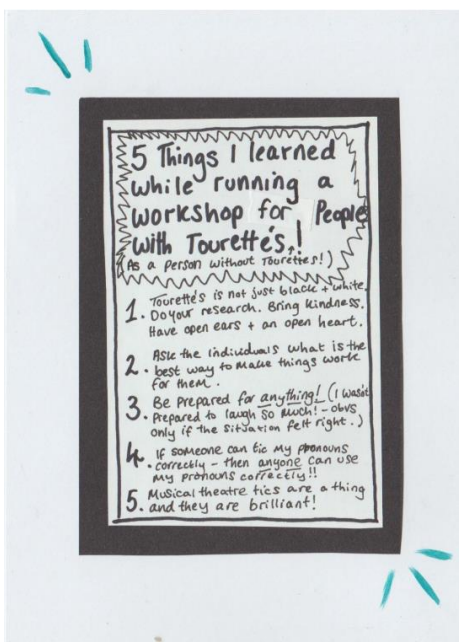 5 Things I learned
while running a
workshop for People
with Tourette's!
(As a person without Tourettes!)
1. Tourette's is not just black + white.
Do your research. Bring kindness.
Have open ears + an open heart.
2. Ask the individuals what is the
best way to make things work
for them.
3. Be Prepared for anything! (I wasn't
Prepared to laugh so much! - obvs
only if the situation felt right.)
4. If someone can tic my pronouns
correctly - then anyone can use
my pronouns correctly!!
5. Musical theatre tics are a thing
and they are brilliant!